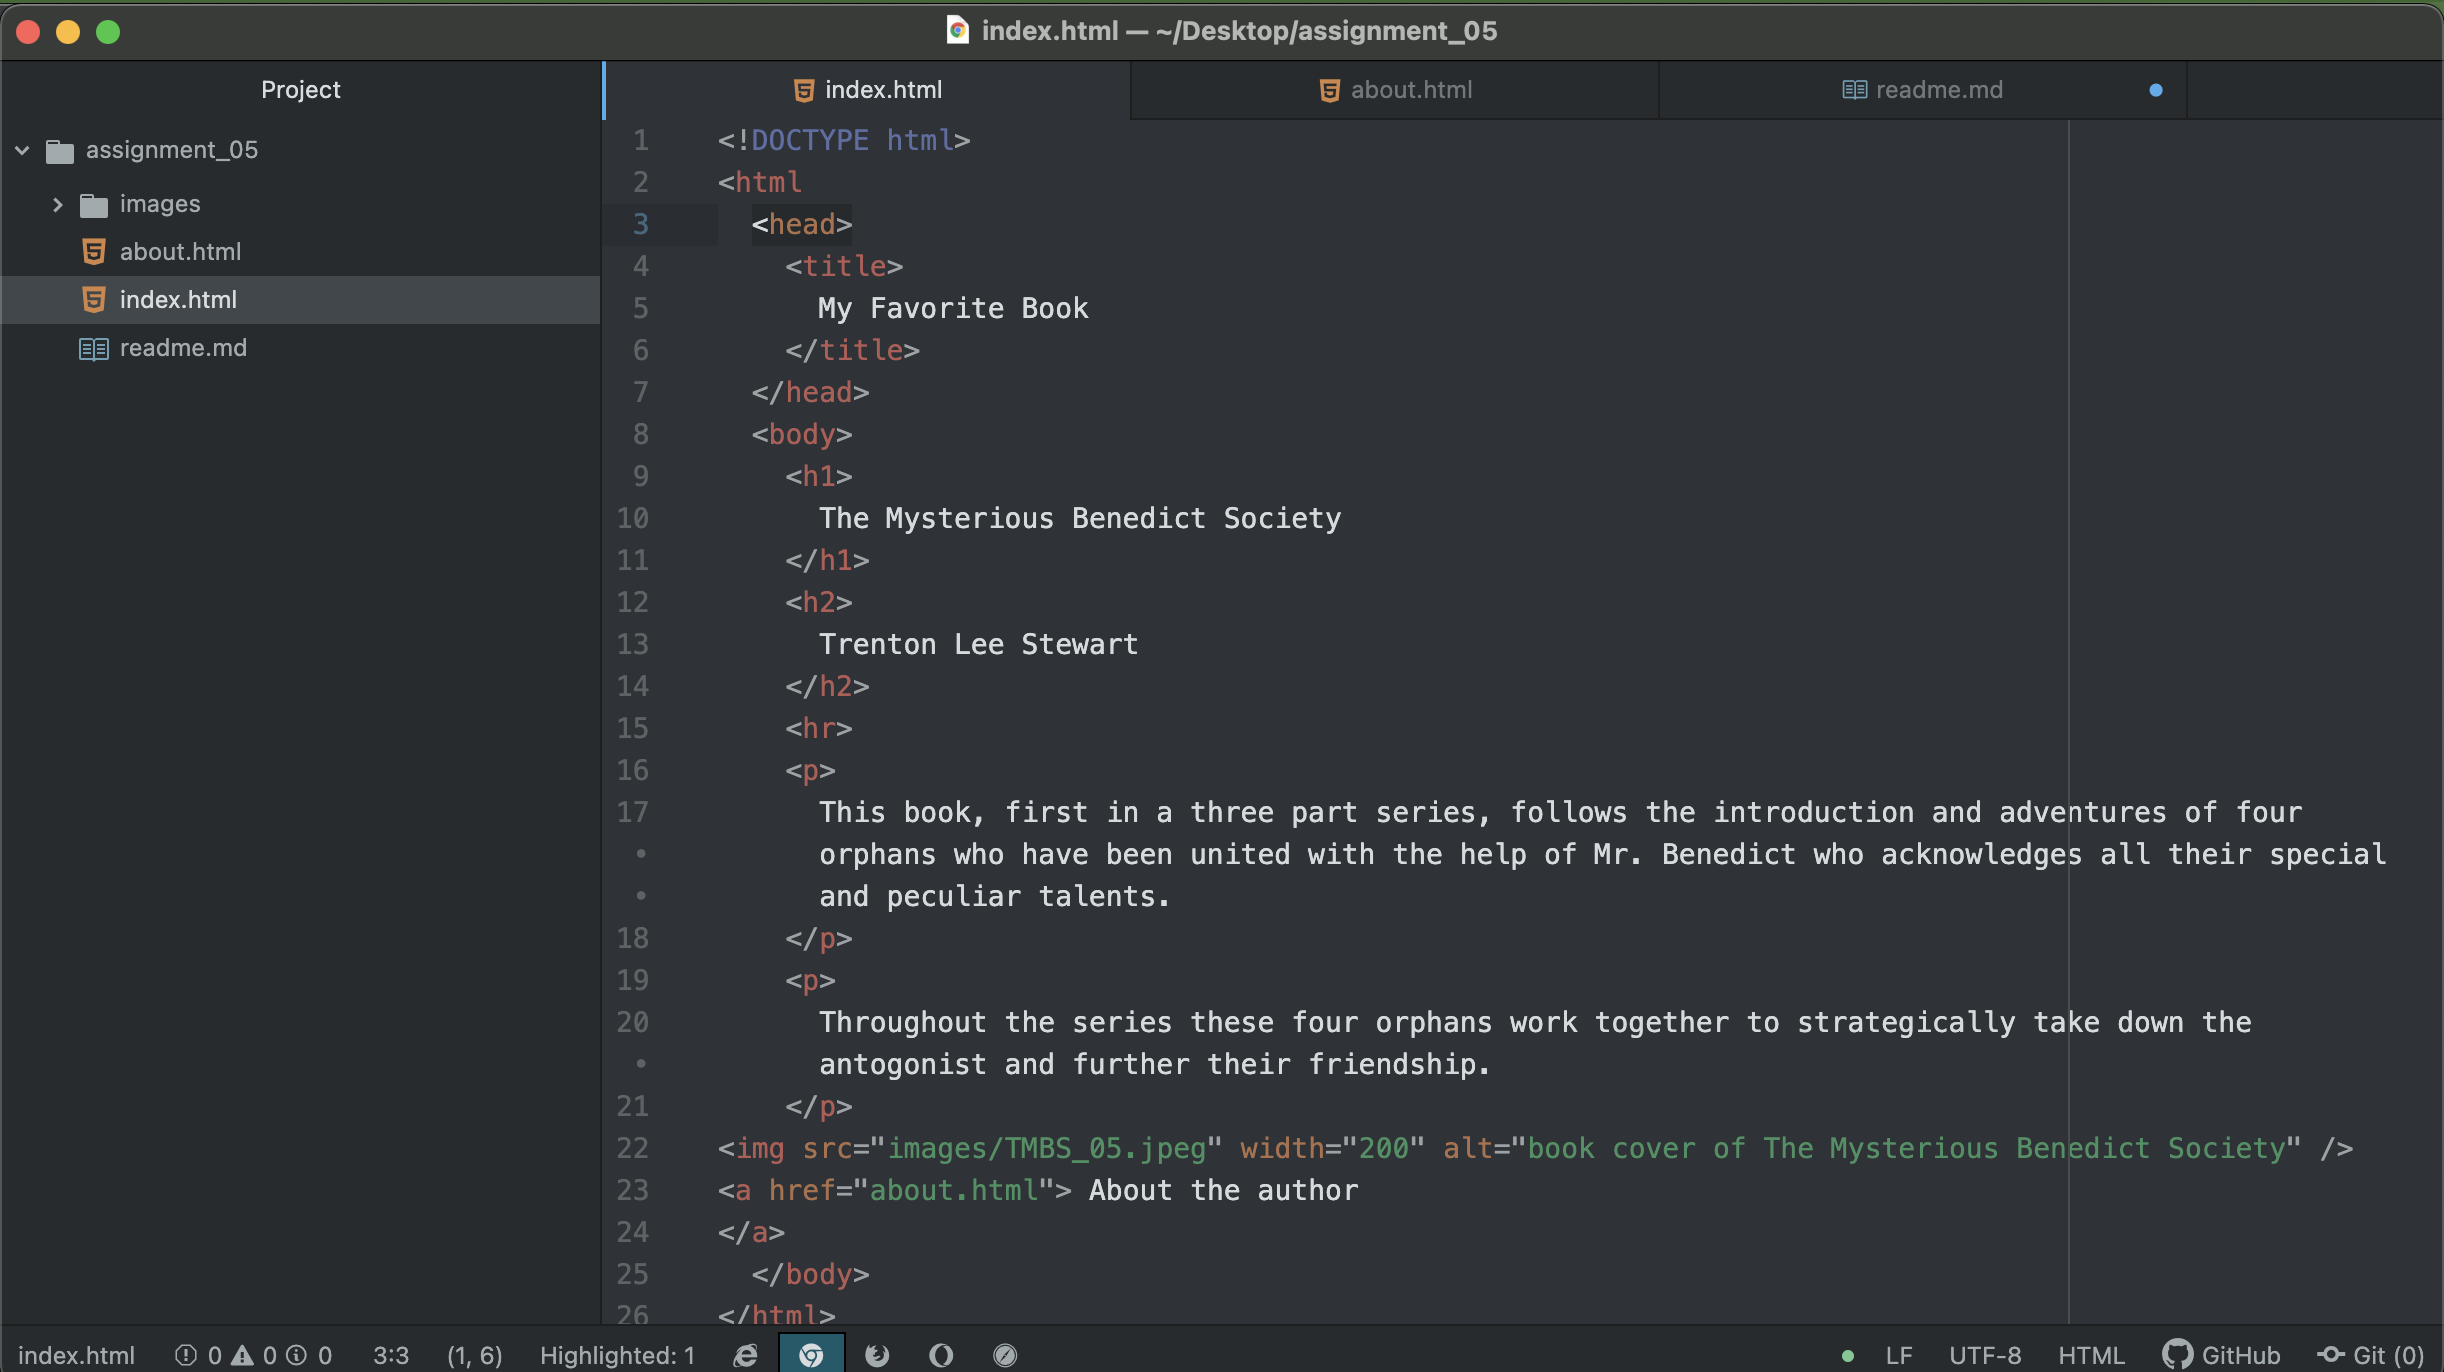 index.html — ~/Desktop/assignment_05
Project
assignment_05
images
about.html
index.html
readme.md
index.html
about.html
readme.md
1 <!DOCTYPE html>
2 <html
3 <head>
4 <title>
5 My Favorite Book
6 </title>
7 </head>
8 <body>
9 <h1>
10 The Mysterious Benedict Society
11 </h1>
12 <h2>
13 Trenton Lee Stewart
14 </h2>
15 <hr>
16 <p>
17 This book, first in a three part series, follows the introduction and adventures of four
• orphans who have been united with the help of Mr. Benedict who acknowledges all their special
• and peculiar talents.
18 </p>
19 <p>
20 Throughout the series these four orphans work together to strategically take down the
• antogonist and further their friendship.
21 </p>
22 <img src="images/TMBS_05.jpeg" width="200" alt="book cover of The Mysterious Benedict Society" />
23 <a href="about.html"> About the author
24 </a>
25 </body>
26 </html>
index.html 0 0 0 3:3 (1, 6) Highlighted: 1 LF UTF-8 HTML GitHub Git (0)